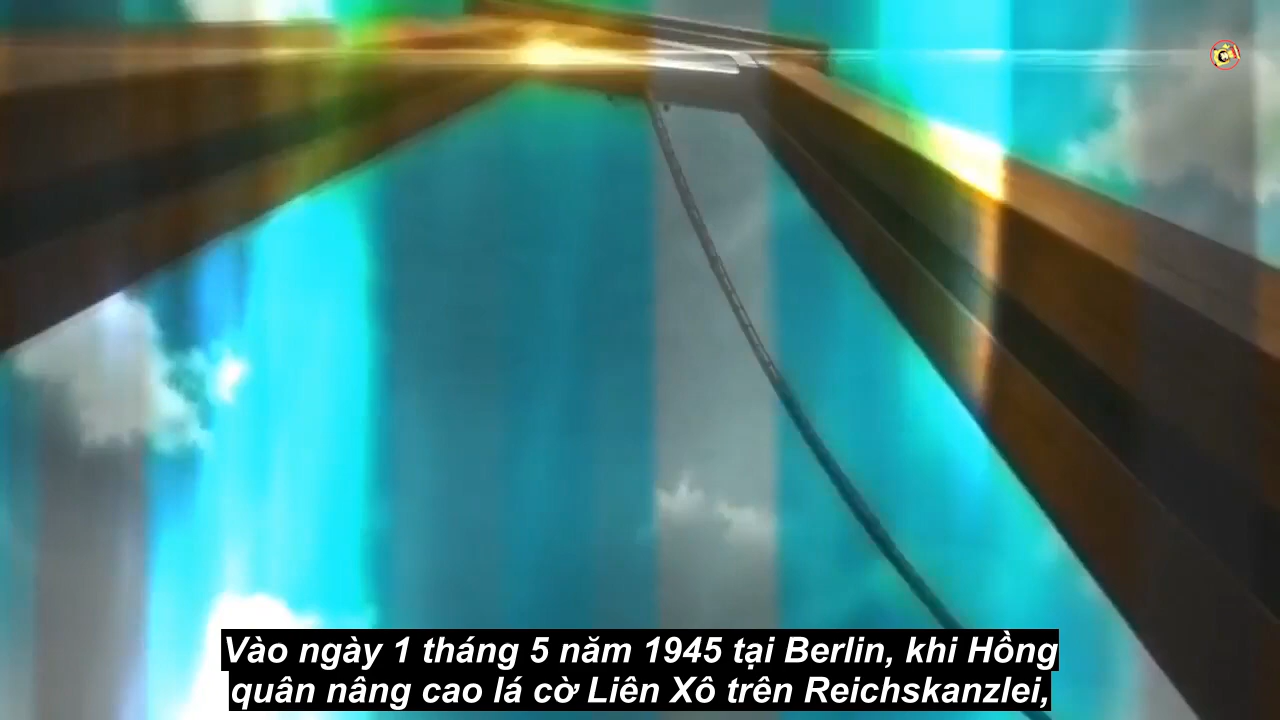 Vào ngày 1 tháng 5 năm 1945 tại Berlin, khi Hồng
quân nâng cao lá cờ Liên Xô trên Reichskanzlei,